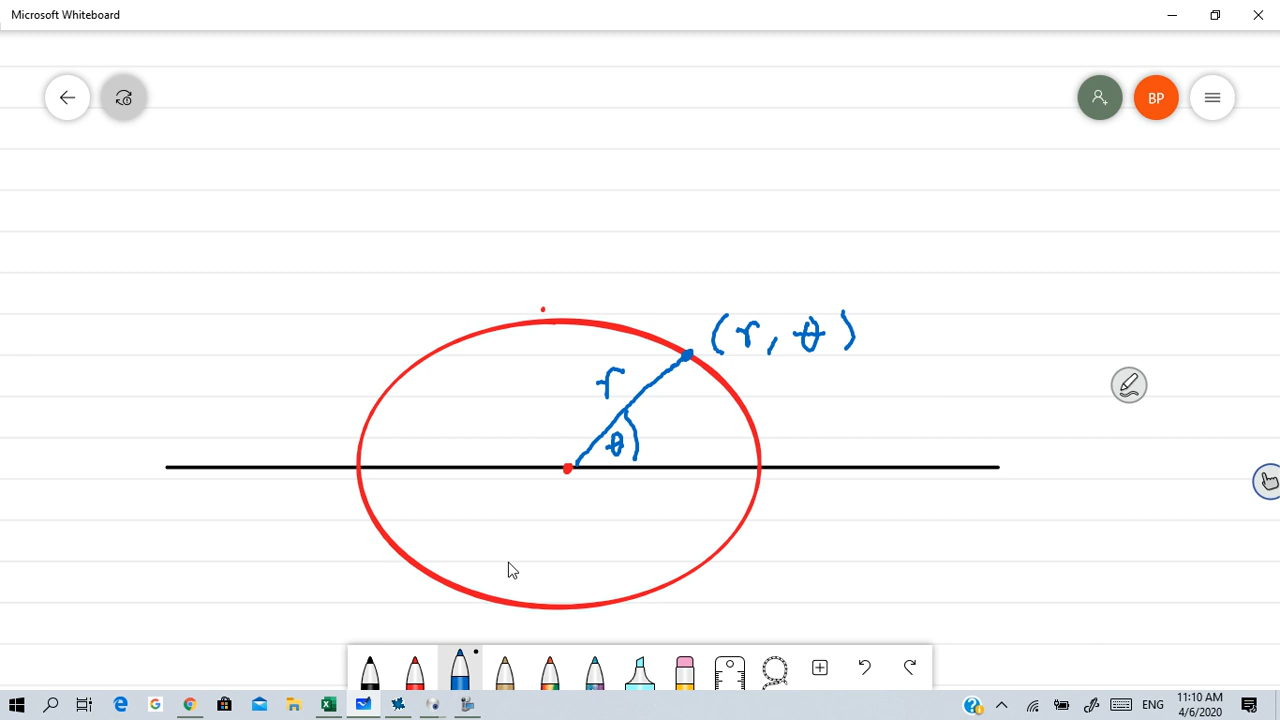 Microsoft Whiteboard
BP
(r, θ)
r
θ
11:10 AM
ENG
4/6/2020